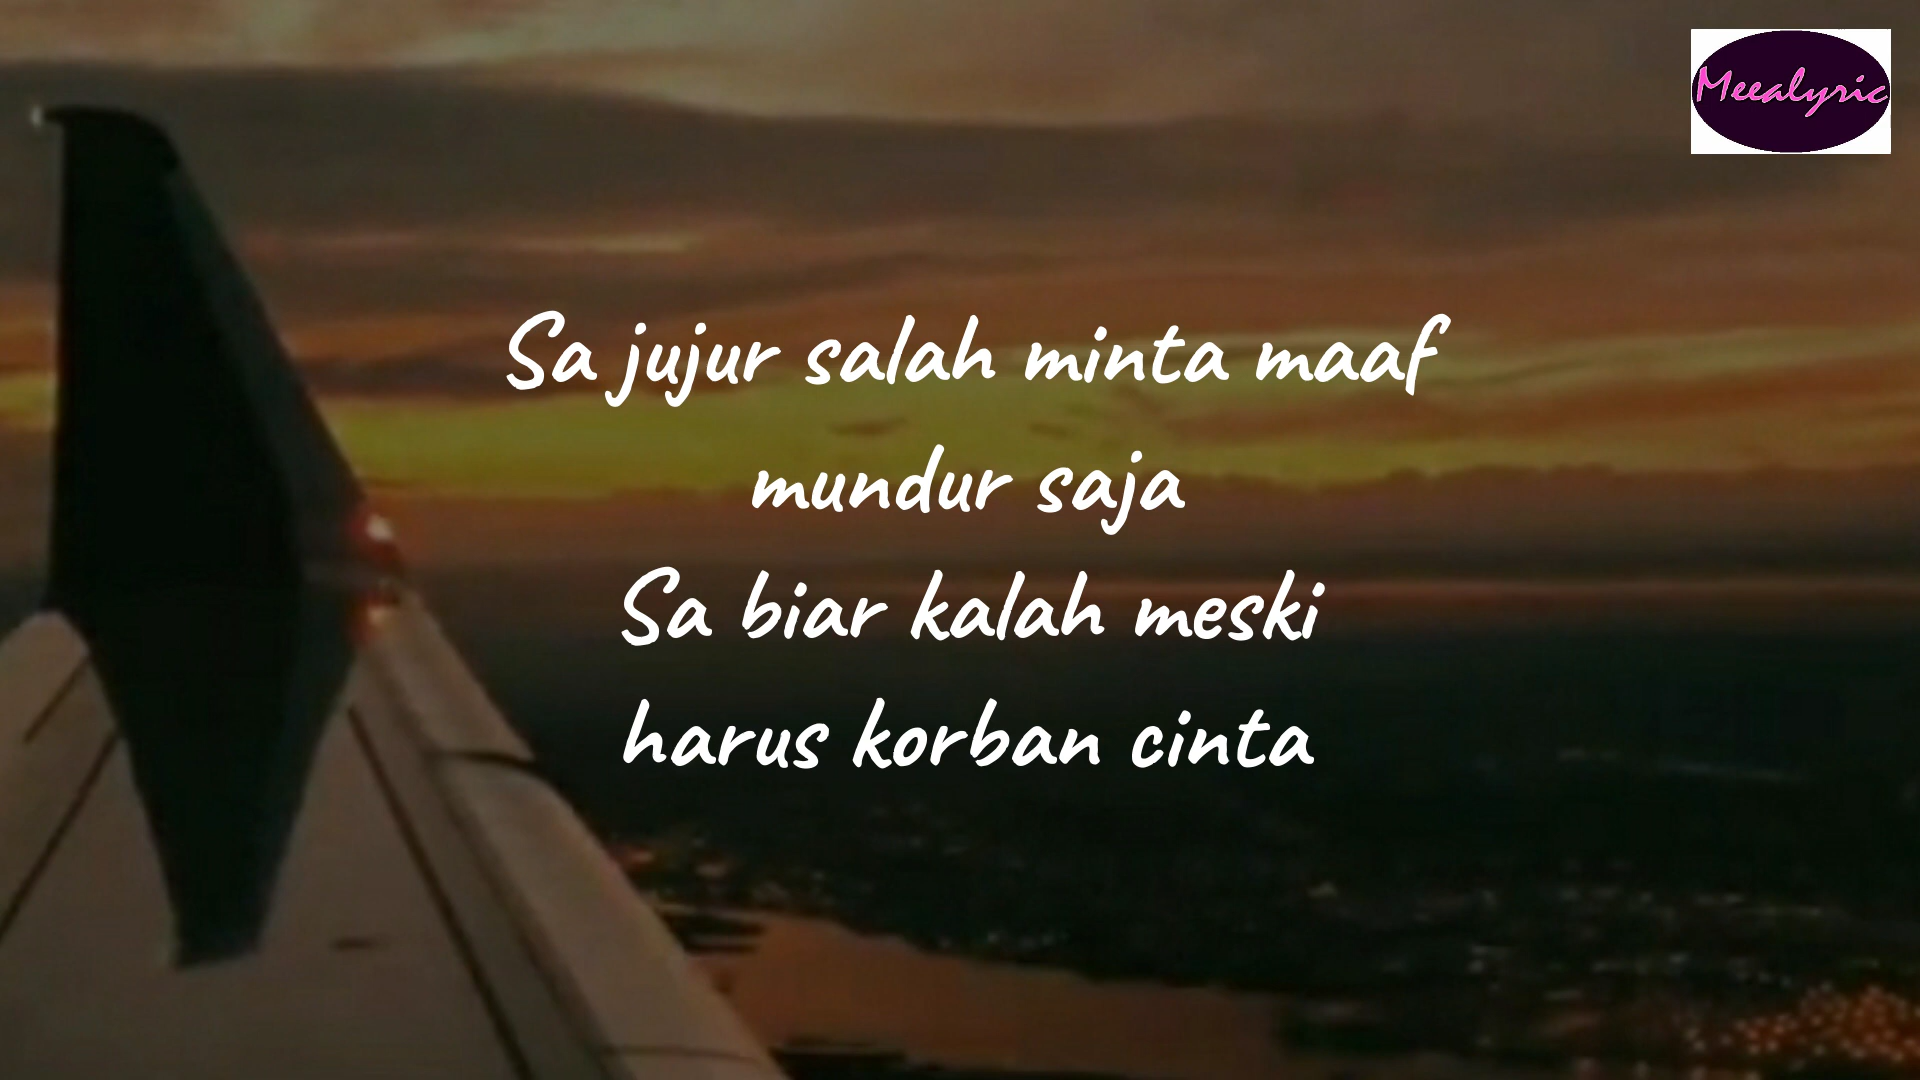 Meealyric
Sa jujur salah minta maaf
mundur saja
Sa biar kalah meski
harus korban cinta